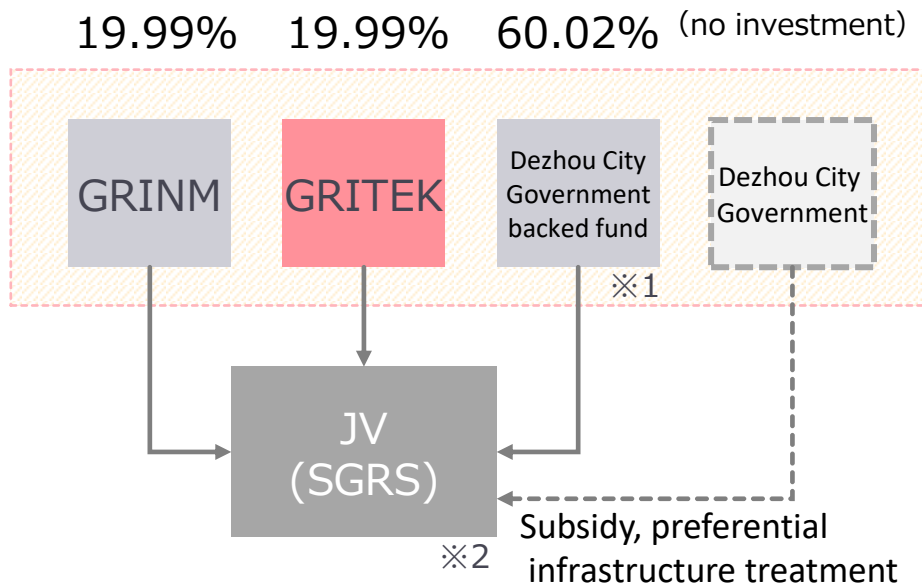 19.99% 19.99% 60.02% (no investment)
GRINM
GRITEK
Dezhou City
Government
backed fund
Dezhou City
Government
※1
JV
(SGRS)
※2
Subsidy, preferential
infrastructure treatment